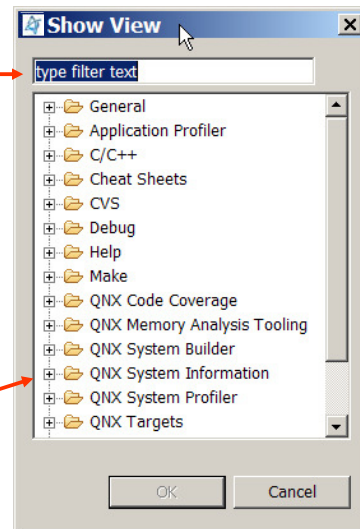 Show View
type filter text
General
Application Profiler
C/C++
Cheat Sheets
CVS
Debug
Help
Make
QNX Code Coverage
QNX Memory Analysis Tooling
QNX System Builder
QNX System Information
QNX System Profiler
QNX Targets
OK Cancel